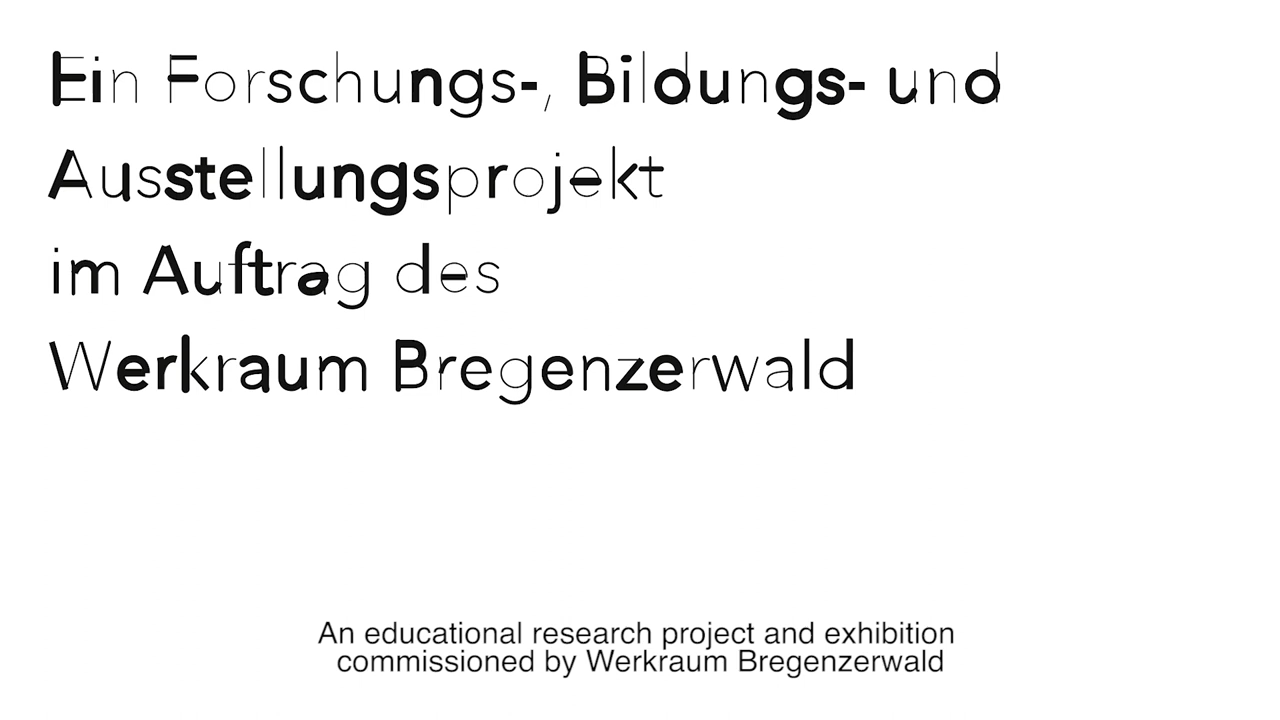 Ein Forschungs-, Bildungs- und
Ausstellungsprojekt
im Auftrag des
Werkraum Bregenzerwald
An educational research project and exhibition
commissioned by Werkraum Bregenzerwald